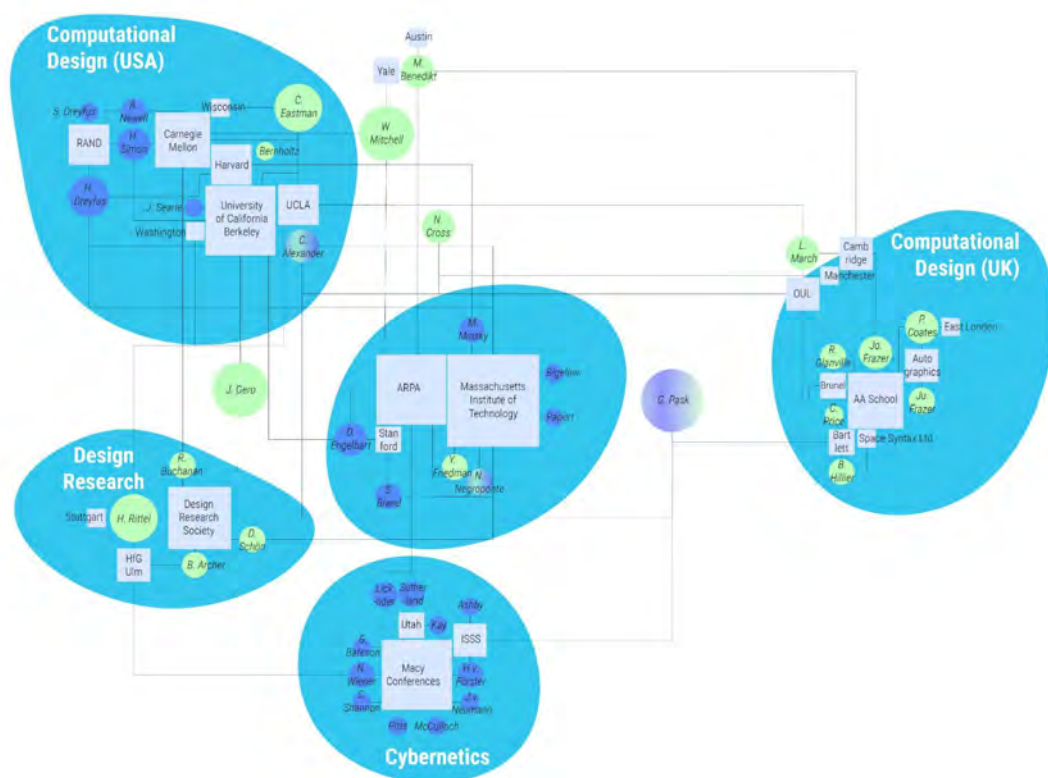 Computational
Design (USA)
Austin
Yale
M.
Benedikt
S. Dreyfus
A.
Newell
Wisconsin
C.
Eastman
RAND
H.
Simon
Carnegie
Mellon
W.
Mitchell
Harvard
Bernholtz
H.
Dreyfus
J. Searle
University
of California
Berkeley
UCLA
Washington
C.
Alexander
N.
Cross
L.
March
Camb
ridge
Manchester
Computational
Design (UK)
OUL
P.
Coates
East London
R.
Glanville
Jo.
Frazer
Auto
graphics
Brunel
AA School
Ju.
Frazer
C.
Price
Bart
lett
Space Syntax Ltd.
B.
Hillier
M.
Minsky
ARPA
Massachusetts
Institute of
Technology
Bigelow
Papert
D.
Engelbart
Stan
ford
Y.
Friedman
N.
Negroponte
S.
Brand
G. Pask
J. Gero
Design
Research
R.
Buchanan
Stuttgart
H. Rittel
Design
Research
Society
D.
Schön
HfG
Ulm
B. Archer
Lick
-lider
Suther
-land
Ashby
Utah
Kay
ISSS
G.
Bateson
Macy
Conferences
N.
Wiener
H.v.
Förster
C.
Shannon
J.v.
Neumann
Pitts
McCulloch
Cybernetics